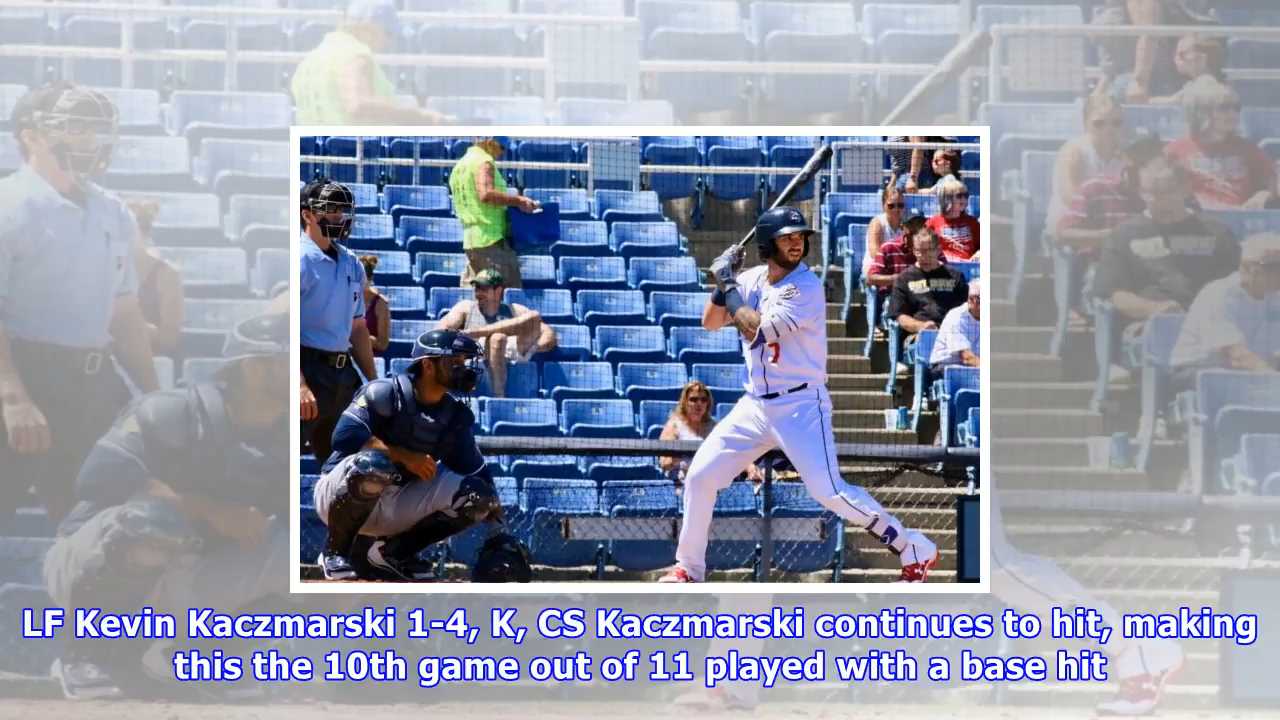 7
LF Kevin Kaczmarski 1-4, K, CS Kaczmarski continues to hit, making
this the 10th game out of 11 played with a base hit